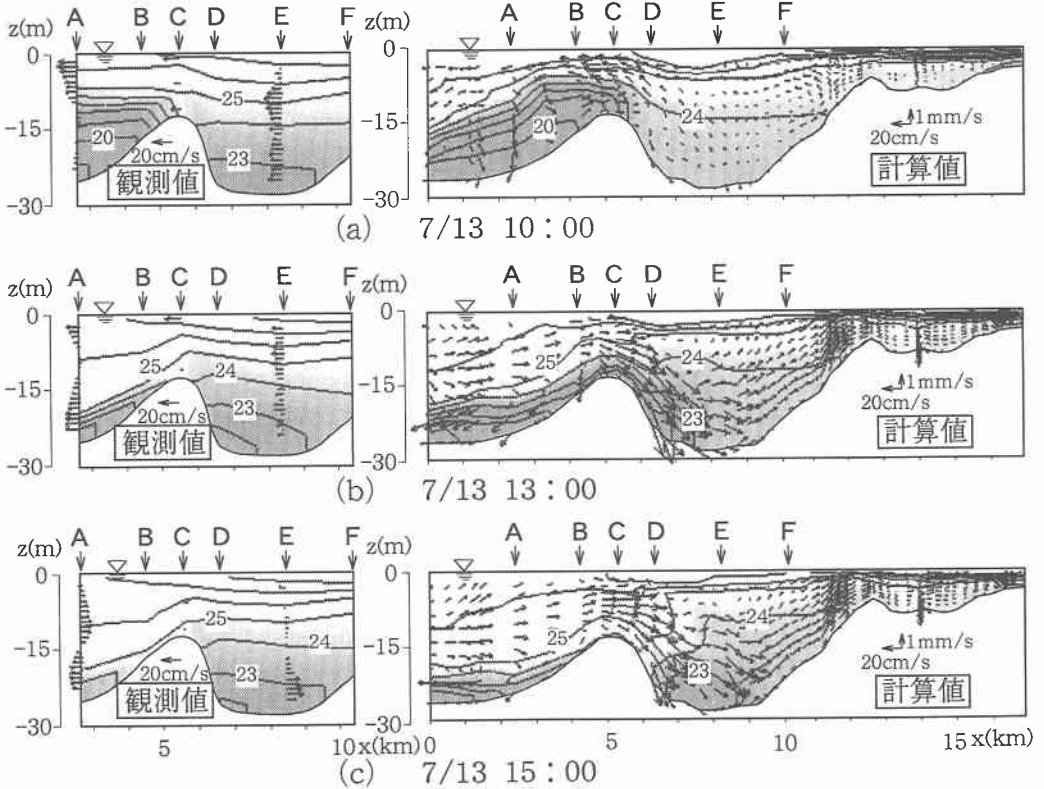 A B C D E F
z(m)
0
-15
-30
25
20
23
20cm/s
観測値
A B C D E F
z(m)
0
-15
-30
20
24
1mm/s
20cm/s
計算値
(a) 7/13 10：00
A B C D E F
z(m)
0
-15
-30
25
24
23
20cm/s
観測値
A B C D E F
z(m)
0
-15
-30
25
24
23
1mm/s
20cm/s
計算値
(b) 7/13 13：00
A B C D E F
z(m)
0
-15
-30
25
24
23
20cm/s
観測値
5 10 x(km)
A B C D E F
z(m)
0
-15
-30
25
24
23
1mm/s
20cm/s
計算値
0 5 10 15 x(km)
(c) 7/13 15：00